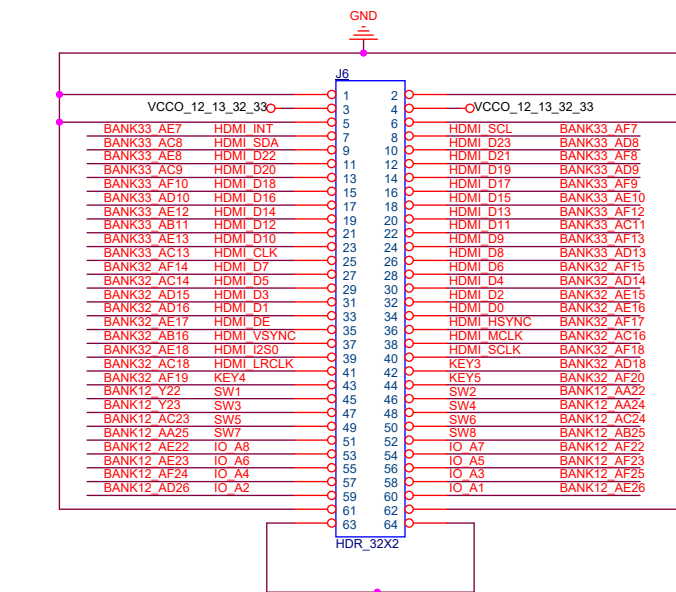 GND
J6
1 2
VCCO_12_13_32_33 3 4 VCCO_12_13_32_33
5 6
BANK33_AE7 HDMI_INT 7 8 HDMI_SCL BANK33_AF7
BANK33_AC8 HDMI_SDA 9 10 HDMI_D23 BANK33_AD8
BANK33_AE8 HDMI_D22 11 12 HDMI_D21 BANK33_AF8
BANK33_AC9 HDMI_D20 13 14 HDMI_D19 BANK33_AD9
BANK33_AF10 HDMI_D18 15 16 HDMI_D17 BANK33_AF9
BANK33_AD10 HDMI_D16 17 18 HDMI_D15 BANK33_AE10
BANK33_AE12 HDMI_D14 19 20 HDMI_D13 BANK33_AF12
BANK33_AB11 HDMI_D12 21 22 HDMI_D11 BANK33_AC11
BANK33_AE13 HDMI_D10 23 24 HDMI_D9 BANK33_AF13
BANK33_AC13 HDMI_CLK 25 26 HDMI_D8 BANK33_AD13
BANK32_AF14 HDMI_D7 27 28 HDMI_D6 BANK32_AF15
BANK32_AC14 HDMI_D5 29 30 HDMI_D4 BANK32_AD14
BANK32_AD15 HDMI_D3 31 32 HDMI_D2 BANK32_AE15
BANK32_AD16 HDMI_D1 33 34 HDMI_D0 BANK32_AE16
BANK32_AE17 HDMI_DE 35 36 HDMI_HSYNC BANK32_AF17
BANK32_AB16 HDMI_VSYNC 37 38 HDMI_MCLK BANK32_AC16
BANK32_AE18 HDMI_I2S0 39 40 HDMI_SCLK BANK32_AF18
BANK32_AC18 HDMI_LRCLK 41 42 KEY3 BANK32_AD18
BANK32_AF19 KEY4 43 44 KEY5 BANK32_AF20
BANK12_Y22 SW1 45 46 SW2 BANK12_AA22
BANK12_Y23 SW3 47 48 SW4 BANK12_AA24
BANK12_AC23 SW5 49 50 SW6 BANK12_AC24
BANK12_AA25 SW7 51 52 SW8 BANK12_AB25
BANK12_AE22 IO_A8 53 54 IO_A7 BANK12_AF22
BANK12_AE23 IO_A6 55 56 IO_A5 BANK12_AF23
BANK12_AF24 IO_A4 57 58 IO_A3 BANK12_AF25
BANK12_AD26 IO_A2 59 60 IO_A1 BANK12_AE26
61 62
63 64
HDR_32X2